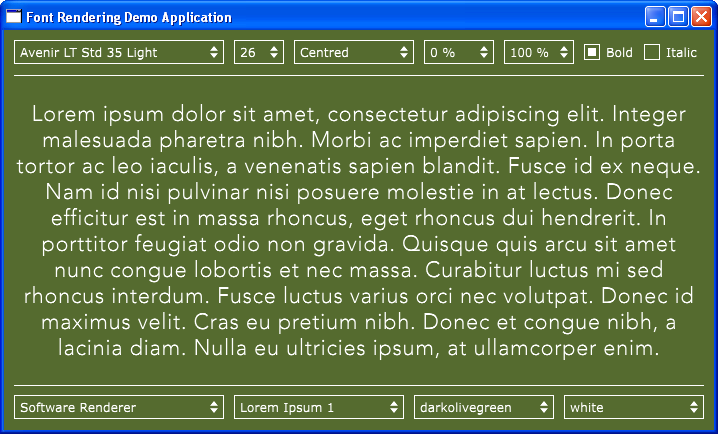 Font Rendering Demo Application
Avenir LT Std 35 Light 26 Centred 0 % 100 % Bold Italic
Lorem ipsum dolor sit amet, consectetur adipiscing elit. Integer
malesuada pharetra nibh. Morbi ac imperdiet sapien. In porta
tortor ac leo iaculis, a venenatis sapien blandit. Fusce id ex neque.
Nam id nisi pulvinar nisi posuere molestie in at lectus. Donec
efficitur est in massa rhoncus, eget rhoncus dui hendrerit. In
porttitor feugiat odio non gravida. Quisque quis arcu sit amet
nunc congue lobortis et nec massa. Curabitur luctus mi sed
rhoncus interdum. Fusce luctus varius orci nec volutpat. Donec id
maximus velit. Cras eu pretium nibh. Donec et congue nibh, a
lacinia diam. Nulla eu ultricies ipsum, at ullamcorper enim.
Software Renderer Lorem Ipsum 1 darkolivegreen white